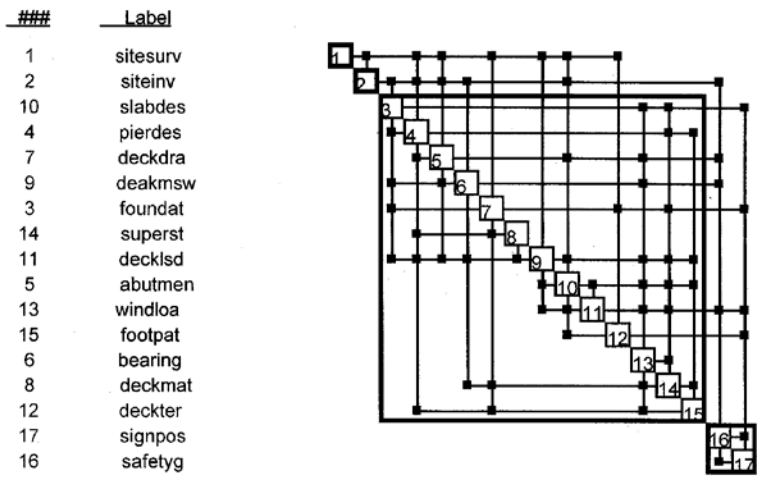 ### Label
1 sitesurv 1
2 siteinv 2
10 slabdes 3
4 pierdes 4
7 deckdra 5
9 deakmsw 6
3 foundat 7
14 superst 8
11 decklsd 9
5 abutmen 10
13 windloa 11
15 footpat 12
6 bearing 13
8 deckmat 14
12 deckter 15
17 signpos 16
16 safetyg 17